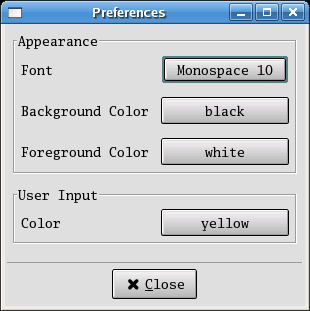 Preferences
Appearance
Font Monospace 10
Background Color black
Foreground Color white
User Input
Color yellow
Close